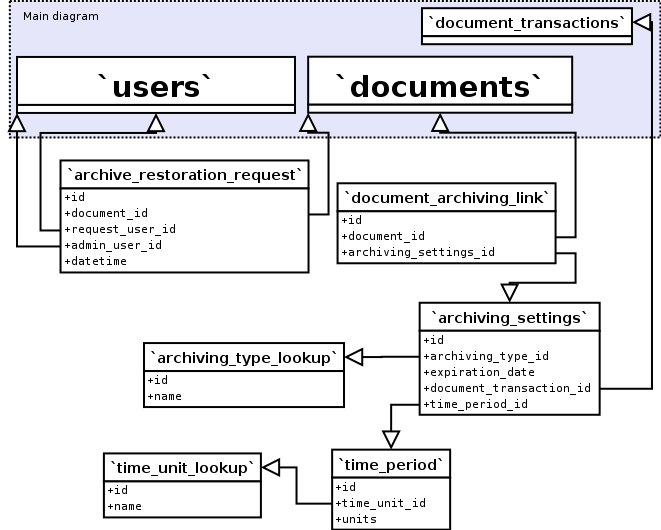 Main diagram
`document_transactions`
`users`
`documents`
`archive_restoration_request`
+id
+document_id
+request_user_id
+admin_user_id
+datetime
`document_archiving_link`
+id
+document_id
+archiving_settings_id
`archiving_settings`
+id
+archiving_type_id
+expiration_date
+document_transaction_id
+time_period_id
`archiving_type_lookup`
+id
+name
`time_unit_lookup`
+id
+name
`time_period`
+id
+time_unit_id
+units